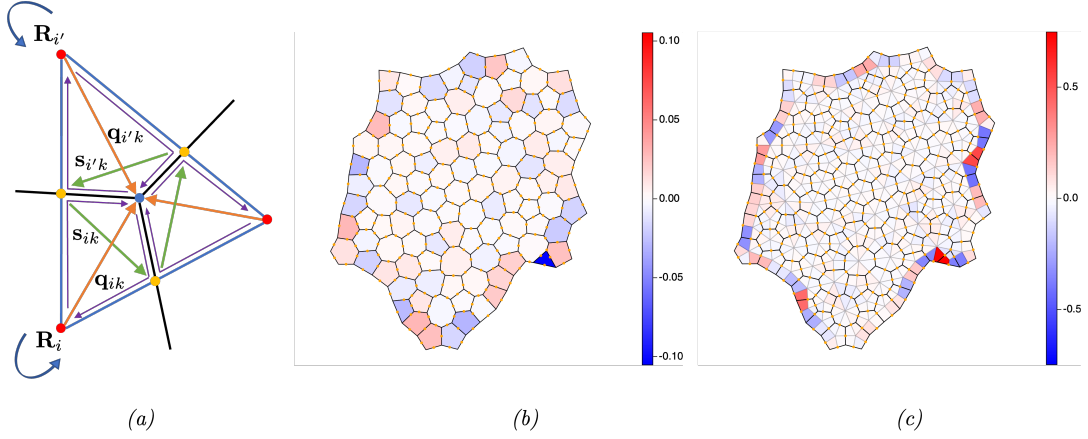 R_{i'}
q_{i'k}
s_{i'k}
s_{ik}
q_{ik}
R_i
0.10
0.05
0.00
-0.05
-0.10
0.5
0.0
-0.5
(a)
(b)
(c)